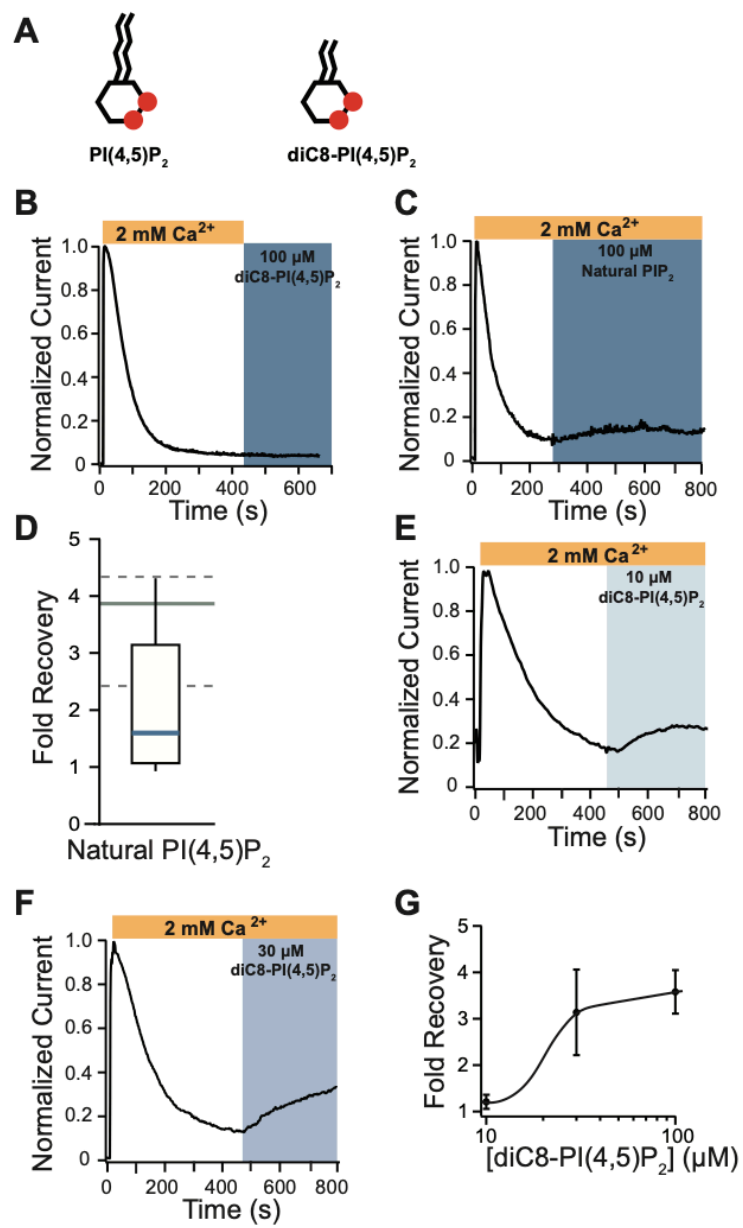 A
PI(4,5)P2
diC8-PI(4,5)P2
B
2 mM Ca2+
100 µM
diC8-PI(4,5)P2
Normalized Current
1.0
0.8
0.6
0.4
0.2
0
0 200 400 600
Time (s)
C
2 mM Ca2+
100 µM
Natural PIP2
Normalized Current
1.0
0.8
0.6
0.4
0.2
0
0 200 400 600 800
Time (s)
D
Fold Recovery
5
4
3
2
1
0
Natural PI(4,5)P2
E
2 mM Ca2+
10 µM
diC8-PI(4,5)P2
Normalized Current
1.0
0.8
0.6
0.4
0.2
0
0 200 400 600 800
Time (s)
F
2 mM Ca 2+
30 µM
diC8-PI(4,5)P2
Normalized Current
1.0
0.8
0.6
0.4
0.2
0
0 200 400 600 800
Time (s)
G
Fold Recovery
5
4
3
2
1
10 100
[diC8-PI(4,5)P2] (µM)